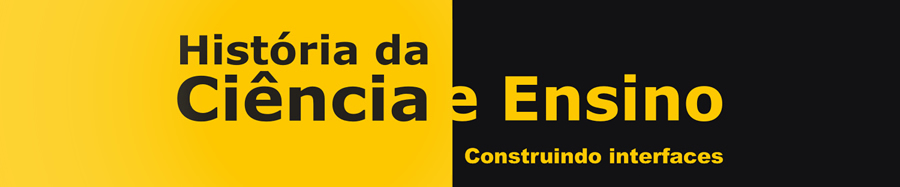 História da
Ciência e Ensino
Construindo interfaces